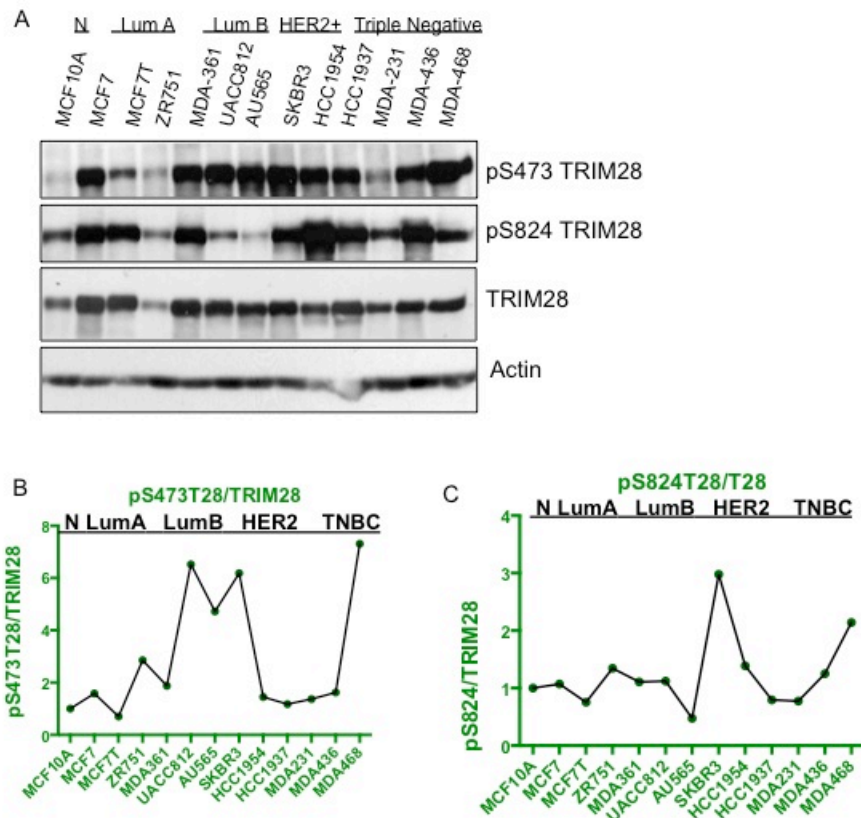 A
N Lum A Lum B HER2+ Triple Negative
MCF10A MCF7 MCF7T ZR751 MDA-361 UACC812 AU565 SKBR3 HCC1954 HCC1937 MDA-231 MDA-436 MDA-468
pS473 TRIM28
pS824 TRIM28
TRIM28
Actin
B
pS473T28/TRIM28
N LumA LumB HER2 TNBC
pS473T28/TRIM28
8
6
4
2
0
MCF10A MCF7 MCF7T ZR751 MDA361 UACC812 AU565 SKBR3 HCC1954 HCC1937 MDA231 MDA436 MDA468
C
pS824T28/T28
N LumA LumB HER2 TNBC
pS824/TRIM28
4
3
2
1
0
MCF10A MCF7 MCF7T ZR751 MDA361 UACC812 AU565 SKBR3 HCC1954 HCC1937 MDA231 MDA436 MDA468